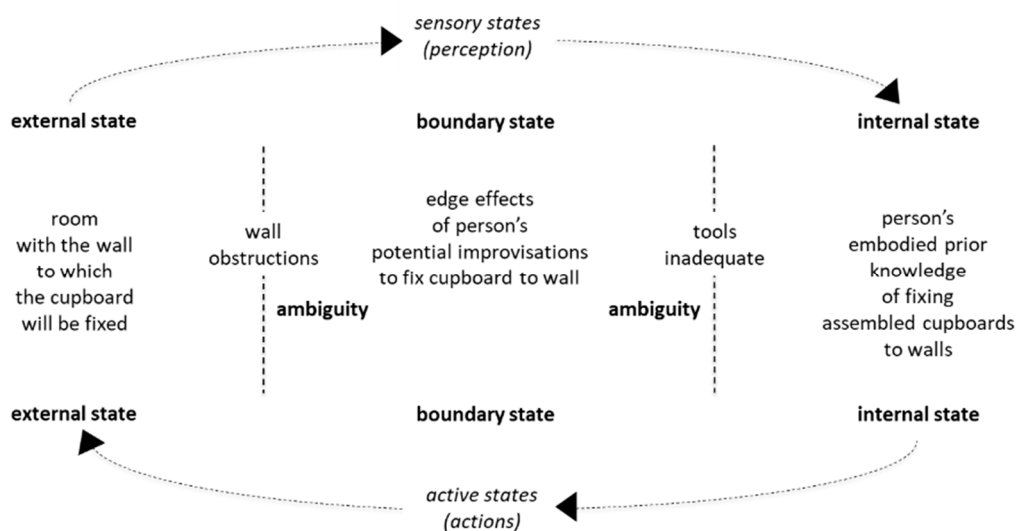 sensory states
(perception)
external state
boundary state
internal state
room
with the wall
to which
the cupboard
will be fixed
wall
obstructions
ambiguity
edge effects
of person's
potential improvisations
to fix cupboard to wall
ambiguity
tools
inadequate
person's
embodied prior
knowledge
of fixing
assembled cupboards
to walls
external state
boundary state
internal state
active states
(actions)